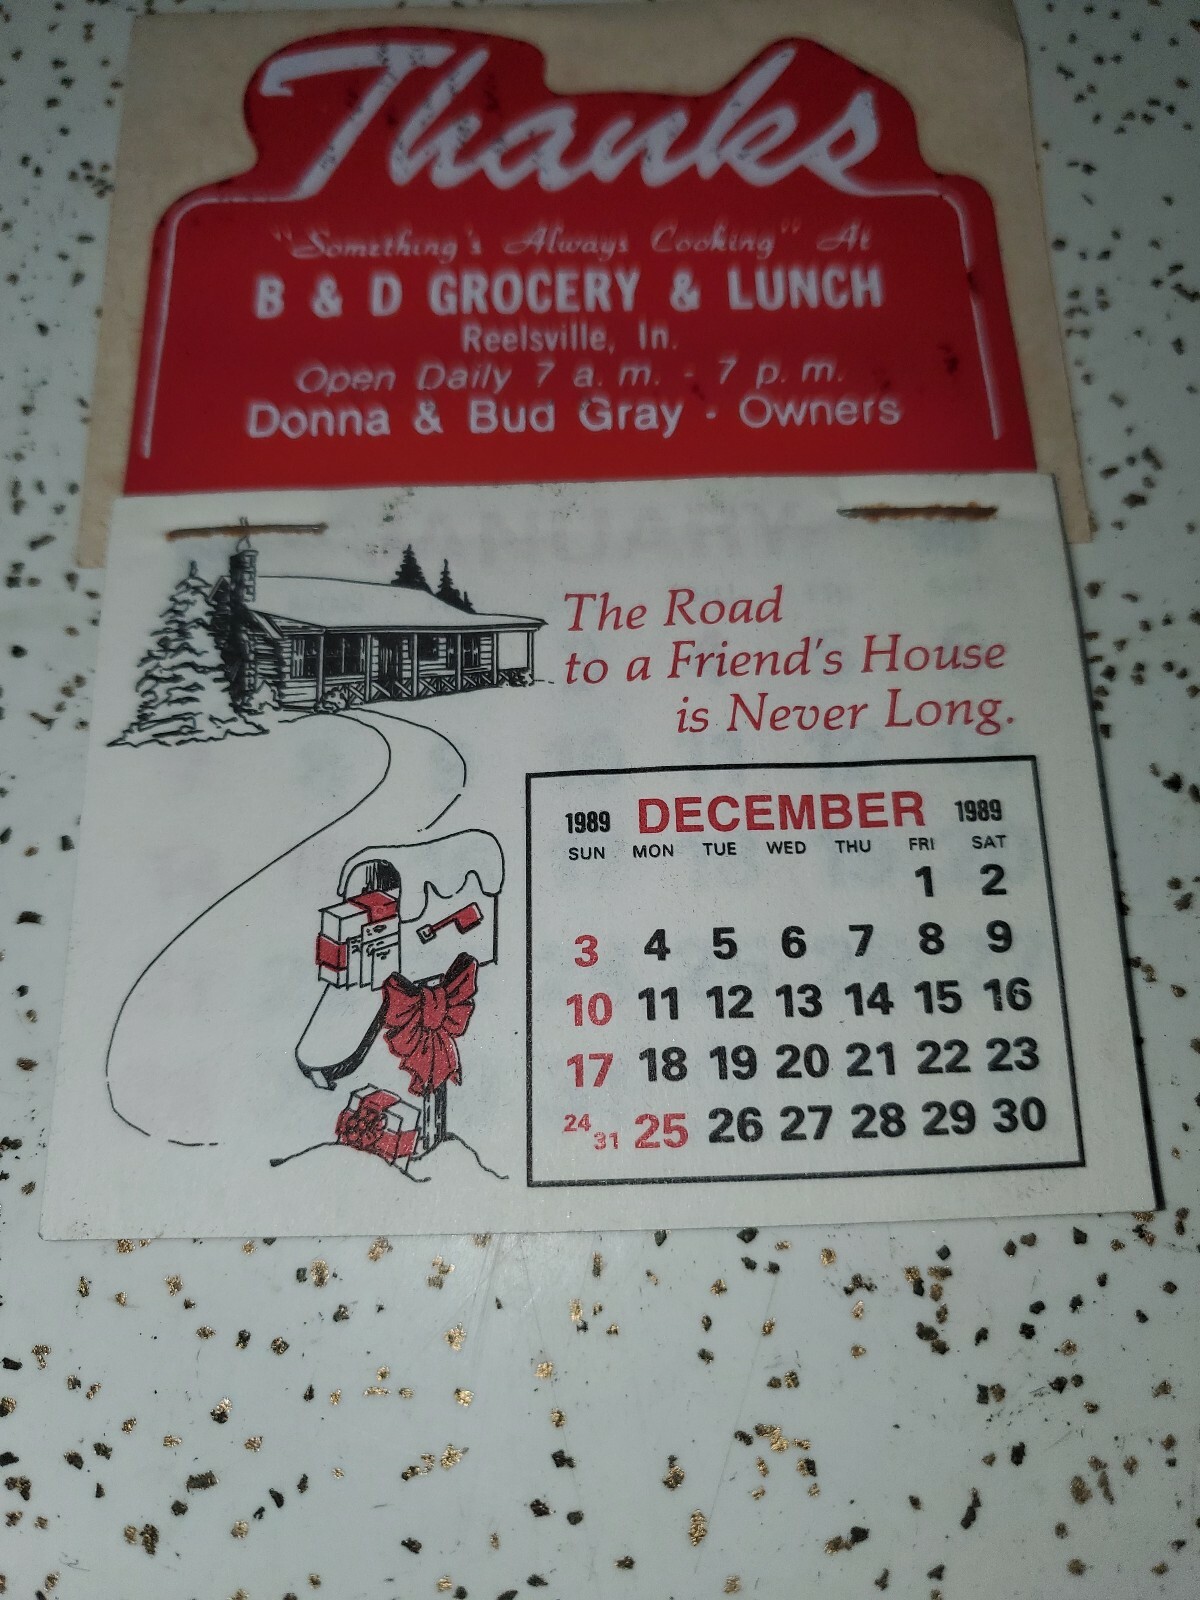 Thanks
"Something's Always Cooking" At
B & D GROCERY & LUNCH
Reelsville, In.
Open Daily 7 a.m. - 7 p.m.
Donna & Bud Gray - Owners
The Road
to a Friend's House
is Never Long.
1989 DECEMBER 1989
SUN MON TUE WED THU FRI SAT
1 2
3 4 5 6 7 8 9
10 11 12 13 14 15 16
17 18 19 20 21 22 23
24 31 25 26 27 28 29 30